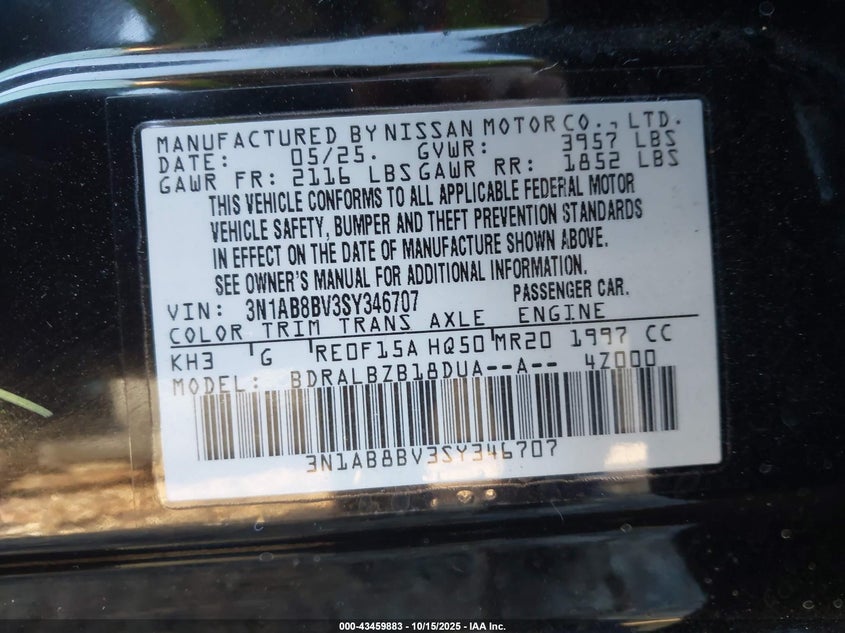 MANUFACTURED BY NISSAN MOTOR CO., LTD.
DATE: 05/25. GVWR: 3957 LBS
GAWR FR: 2116 LBS GAWR RR: 1852 LBS
THIS VEHICLE CONFORMS TO ALL APPLICABLE FEDERAL MOTOR
VEHICLE SAFETY, BUMPER AND THEFT PREVENTION STANDARDS
IN EFFECT ON THE DATE OF MANUFACTURE SHOWN ABOVE.
SEE OWNER'S MANUAL FOR ADDITIONAL INFORMATION.
VIN: 3N1AB8BV3SY346707 PASSENGER CAR.
COLOR TRIM TRANS AXLE ENGINE
KH3 G RE0F15A HQ50 MR20 1997 CC
MODEL: BDRALBZB18DUA--A-- 4Z000
3N1AB8BV3SY346707
000-43459883 - 10/15/2025 - IAA Inc.